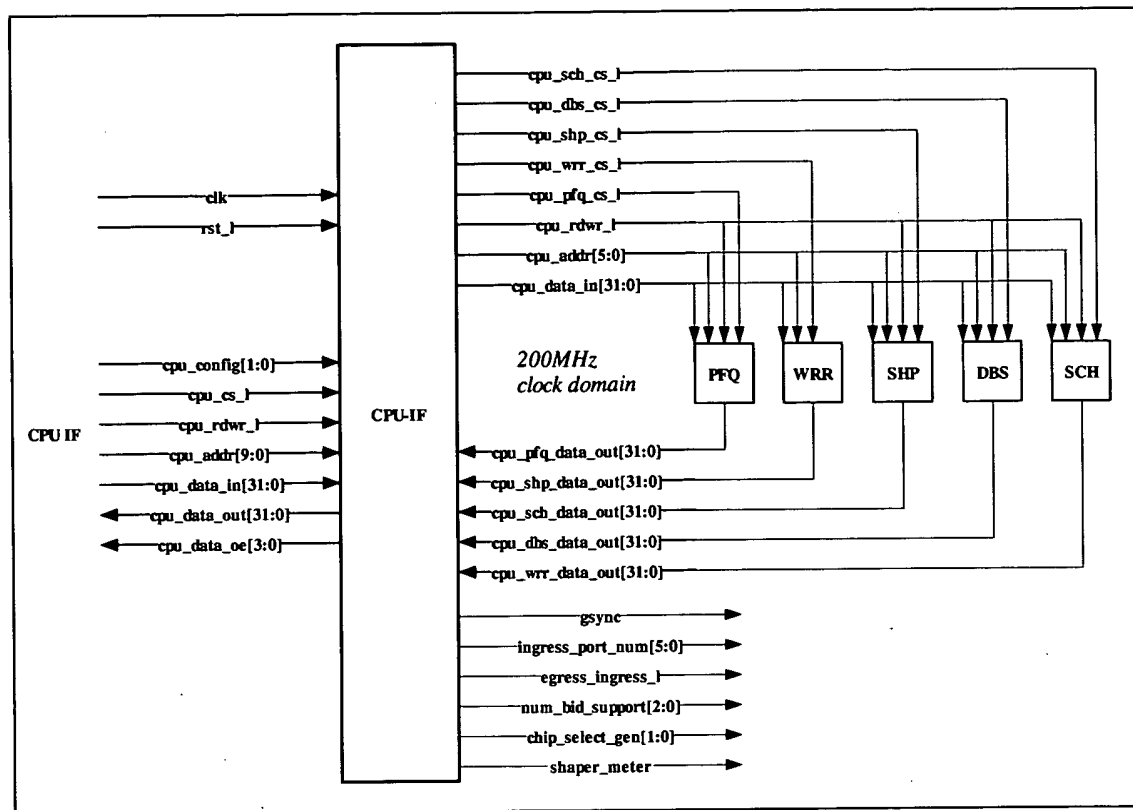 cpu_sch_cs_l
cpu_dbs_cs_l
cpu_shp_cs_l
cpu_wrr_cs_l
cpu_pfq_cs_l
cpu_rdwr_l
cpu_addr[5:0]
cpu_data_in[31:0]
clk
rst_l
200MHz
clock domain
PFQ
WRR
SHP
DBS
SCH
CPU IF
cpu_config[1:0]
cpu_cs_l
cpu_rdwr_l
cpu_addr[9:0]
cpu_data_in[31:0]
cpu_data_out[31:0]
cpu_data_oe[3:0]
CPU-IF
cpu_pfq_data_out[31:0]
cpu_shp_data_out[31:0]
cpu_sch_data_out[31:0]
cpu_dbs_data_out[31:0]
cpu_wrr_data_out[31:0]
gsync
ingress_port_num[5:0]
egress_ingress_l
num_bid_support[2:0]
chip_select_gen[1:0]
shaper_meter